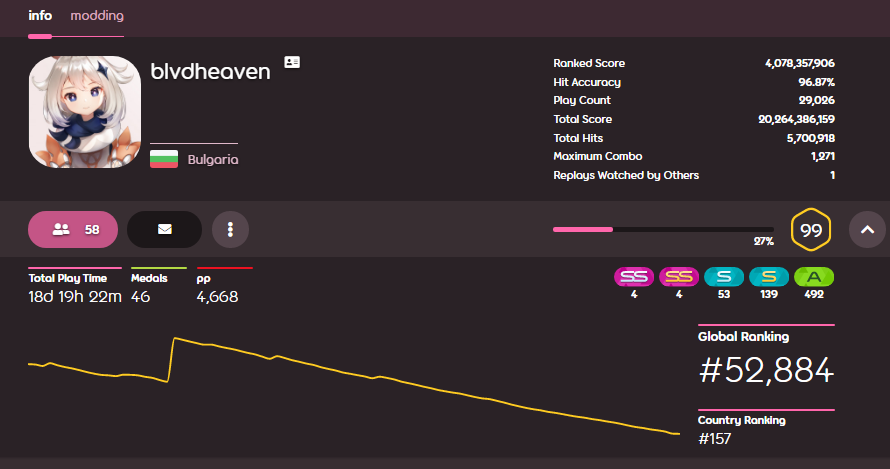 info modding
blvdheaven
Bulgaria
Ranked Score 4,078,357,906
Hit Accuracy 96.87%
Play Count 29,026
Total Score 20,264,386,159
Total Hits 5,700,918
Maximum Combo 1,271
Replays Watched by Others 1
58
27%
99
Total Play Time Medals pp
18d 19h 22m 46 4,668
SS SS S S A
4 4 53 139 492
Global Ranking
#52,884
Country Ranking
#157